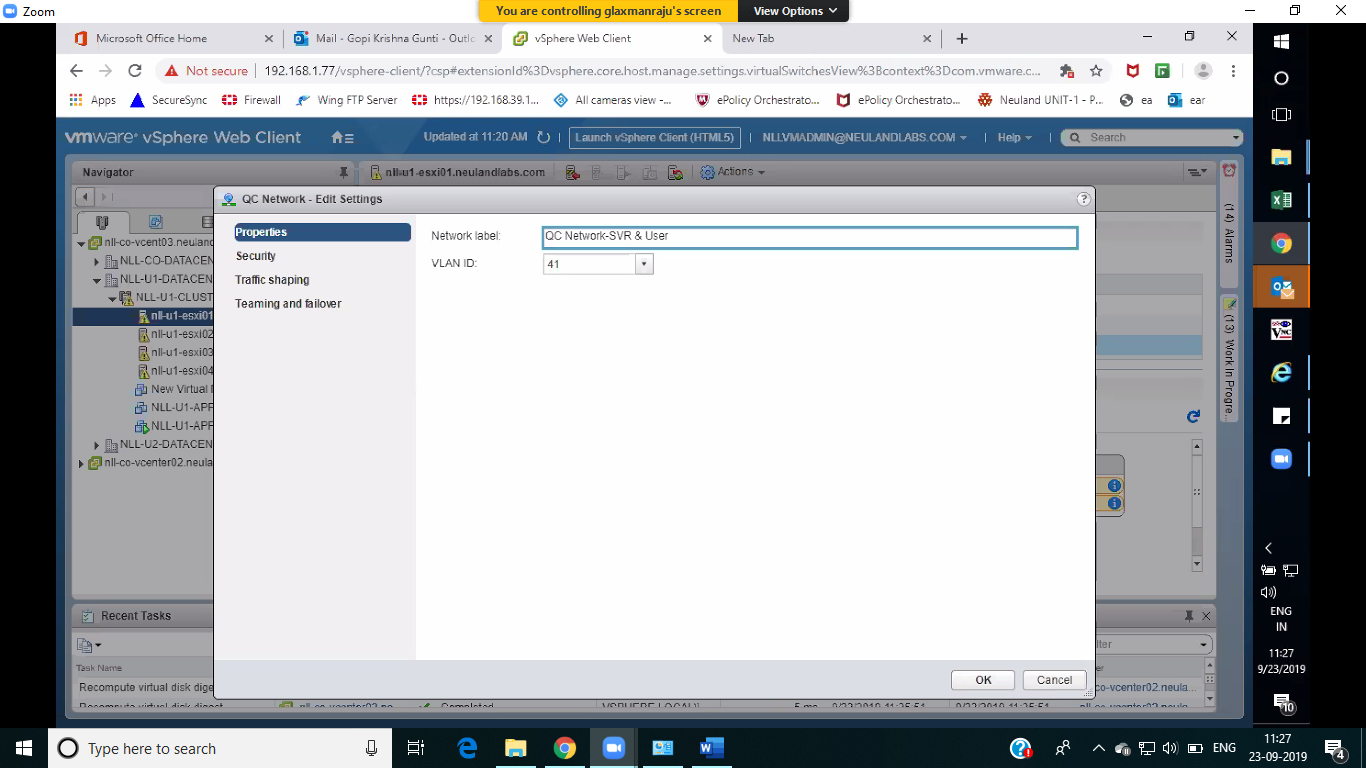 Zoom
You are controlling glaxmanraju's screen
View Options
Microsoft Office Home
Mail - Gopi Krishna Gunti - Outlo
vSphere Web Client
New Tab
Not secure
192.168.1.77/vsphere-client/?csp#extensionId%3Dvsphere.core.host.manage.settings.virtualSwitchesView%3Bcontext%3Dcom.vmware.c...
Apps
SecureSync
Firewall
Wing FTP Server
https://192.168.39.1...
All cameras view -...
ePolicy Orchestrato...
ePolicy Orchestrato...
Neuland UNIT-1 - P...
ea
ear
vmware vSphere Web Client
Updated at 11:20 AM
Launch vSphere Client (HTML5)
NLLVMADMIN@NEULANDLABS.COM
Help
Search
Navigator
nll-u1-esxi01.neulandlabs.com
Actions
QC Network - Edit Settings
Properties
Security
Traffic shaping
Teaming and failover
Network label:
QC Network-SVR & User
VLAN ID:
41
nll-co-vcent03.neulan
NLL-CO-DATACEN
NLL-U1-DATACEN
NLL-U1-CLUST
nll-u1-esxi01
nll-u1-esxi02
nll-u1-esxi03
nll-u1-esxi04
New Virtual
NLL-U1-APP
NLL-U1-APP
NLL-U2-DATACEN
nll-co-vcenter02.neula
(14) Alarms
(13) Work In Progre...
OK
Cancel
Recent Tasks
Task Name
Recompute virtual disk diges
co-vcenter02.neula...
Recompute virtual disk digest
Completed
5 ms
ENG
IN
11:27
9/23/2019
10
Type here to search
ENG
11:27
23-09-2019
4